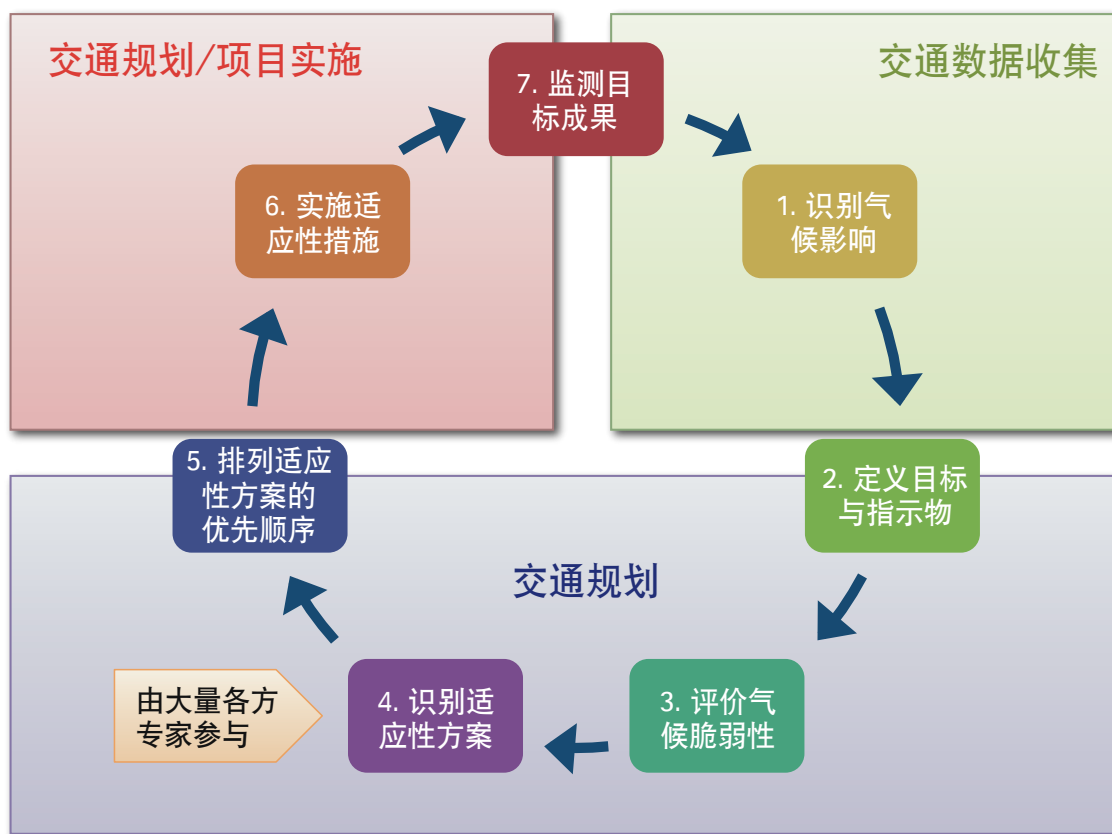 交通规划/项目实施
交通数据收集
7. 监测目
标成果
1. 识别气
候影响
2. 定义目标
与指示物
3. 评价气
候脆弱性
4. 识别适
应性方案
5. 排列适应
性方案的
优先顺序
6. 实施适
应性措施
交通规划
由大量各方
专家参与